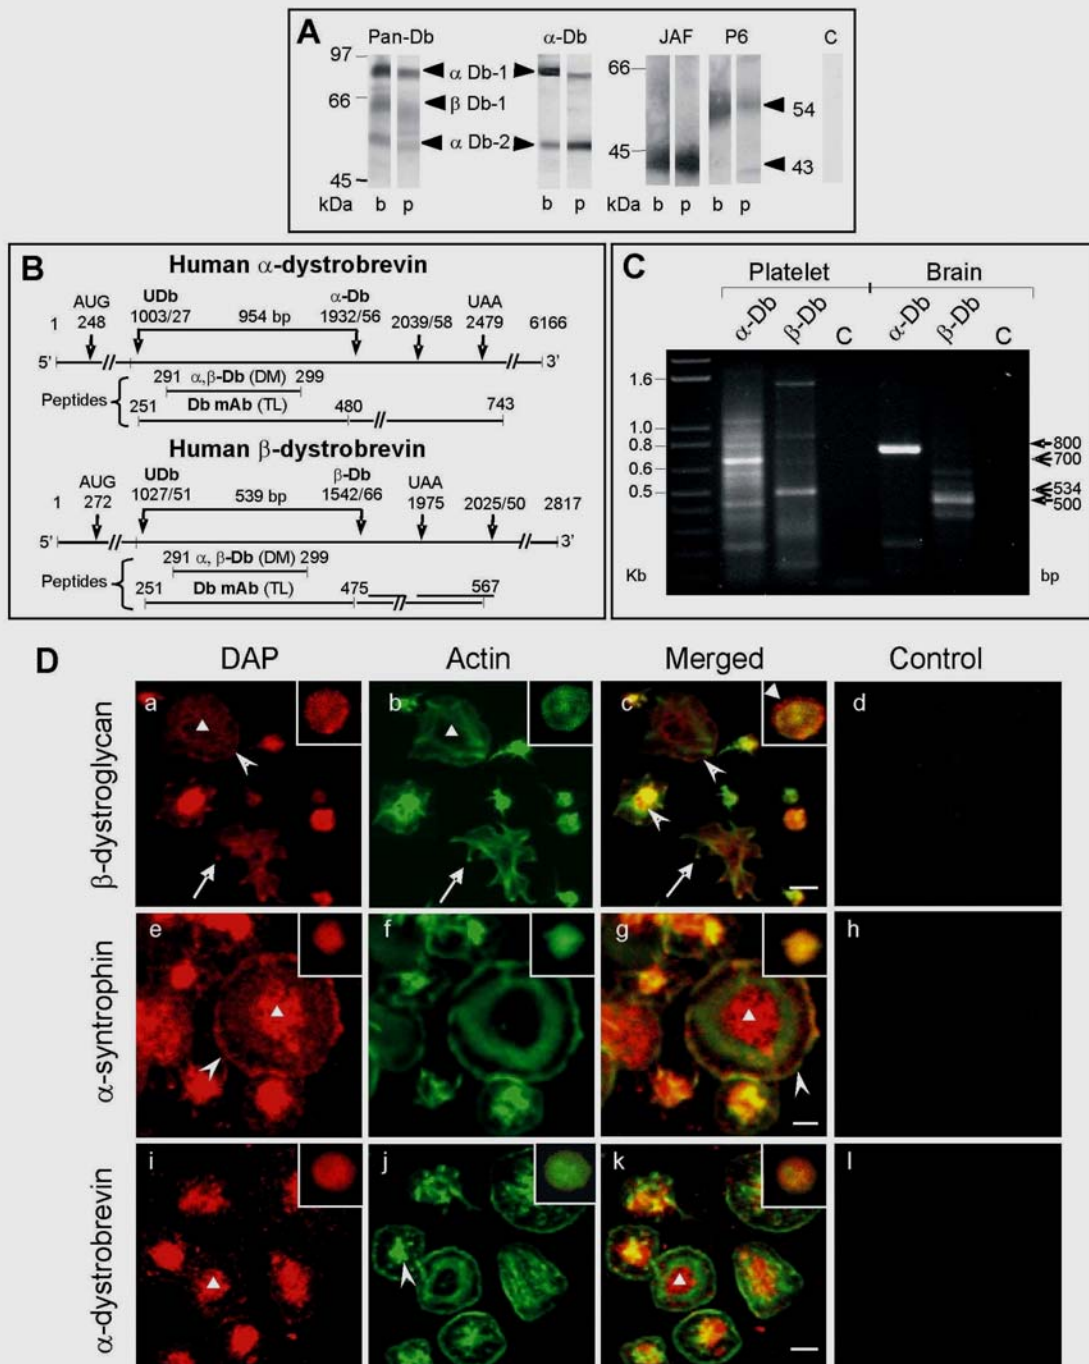 A
Pan-Db α-Db JAF P6 C
97
66
45
kDa
α Db-1
β Db-1
α Db-2
66
45
kDa
54
43
b p b p b p b p
B
Human α-dystrobrevin
AUG UDb α-Db UAA
1 248 1003/27 954 bp 1932/56 2039/58 2479 6166
5' 3'
Peptides
291 α,β-Db (DM) 299
251 Db mAb (TL) 480 743
Human β-dystrobrevin
AUG UDb β-Db UAA
1 272 1027/51 539 bp 1542/66 1975 2025/50 2817
5' 3'
Peptides
291 α, β-Db (DM) 299
251 Db mAb (TL) 475 567
C
Platelet Brain
α-Db β-Db C α-Db β-Db C
1.6
1.0
0.8
0.6
0.5
Kb
800
700
534
500
bp
D
DAP Actin Merged Control
β-dystroglycan
a b c d
α-syntrophin
e f g h
α-dystrobrevin
i j k l